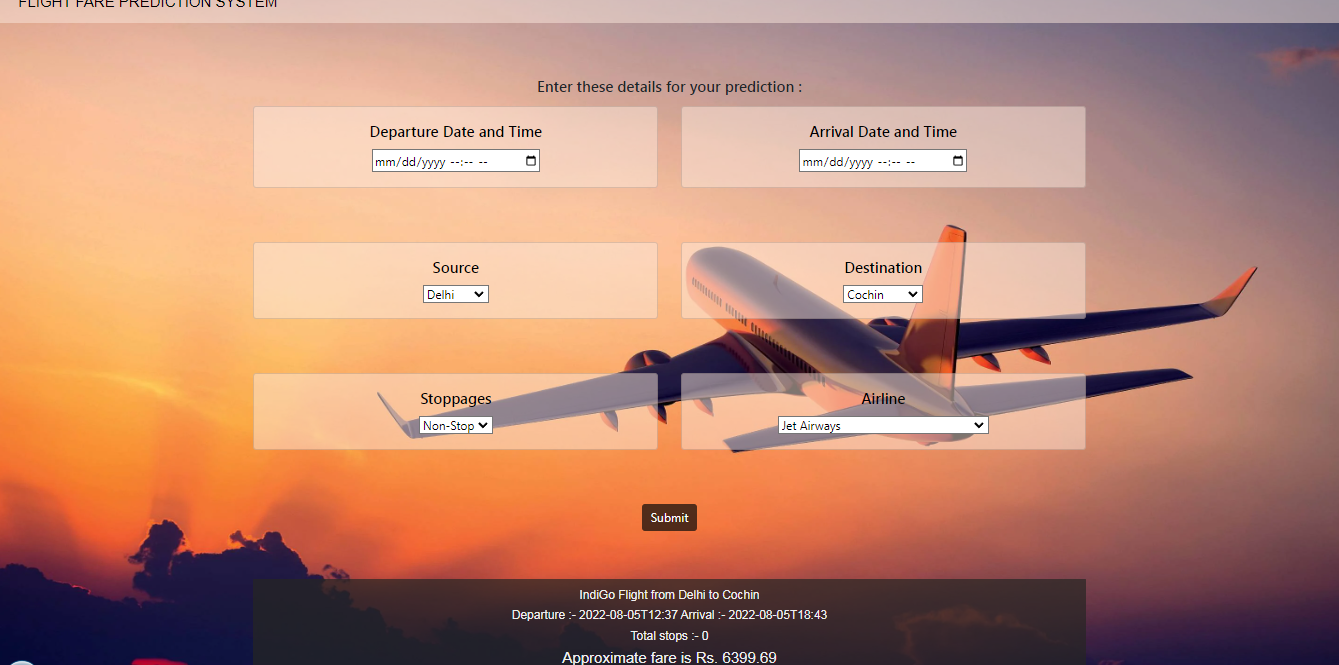 FLIGHT FARE PREDICTION SYSTEM
Enter these details for your prediction :
Departure Date and Time
Arrival Date and Time
mm/dd/yyyy --:-- --
mm/dd/yyyy --:-- --
Source
Destination
Delhi
Cochin
Stoppages
Airline
Non-Stop
Jet Airways
Submit
IndiGo Flight from Delhi to Cochin
Departure :- 2022-08-05T12:37 Arrival :- 2022-08-05T18:43
Total stops :- 0
Approximate fare is Rs. 6399.69